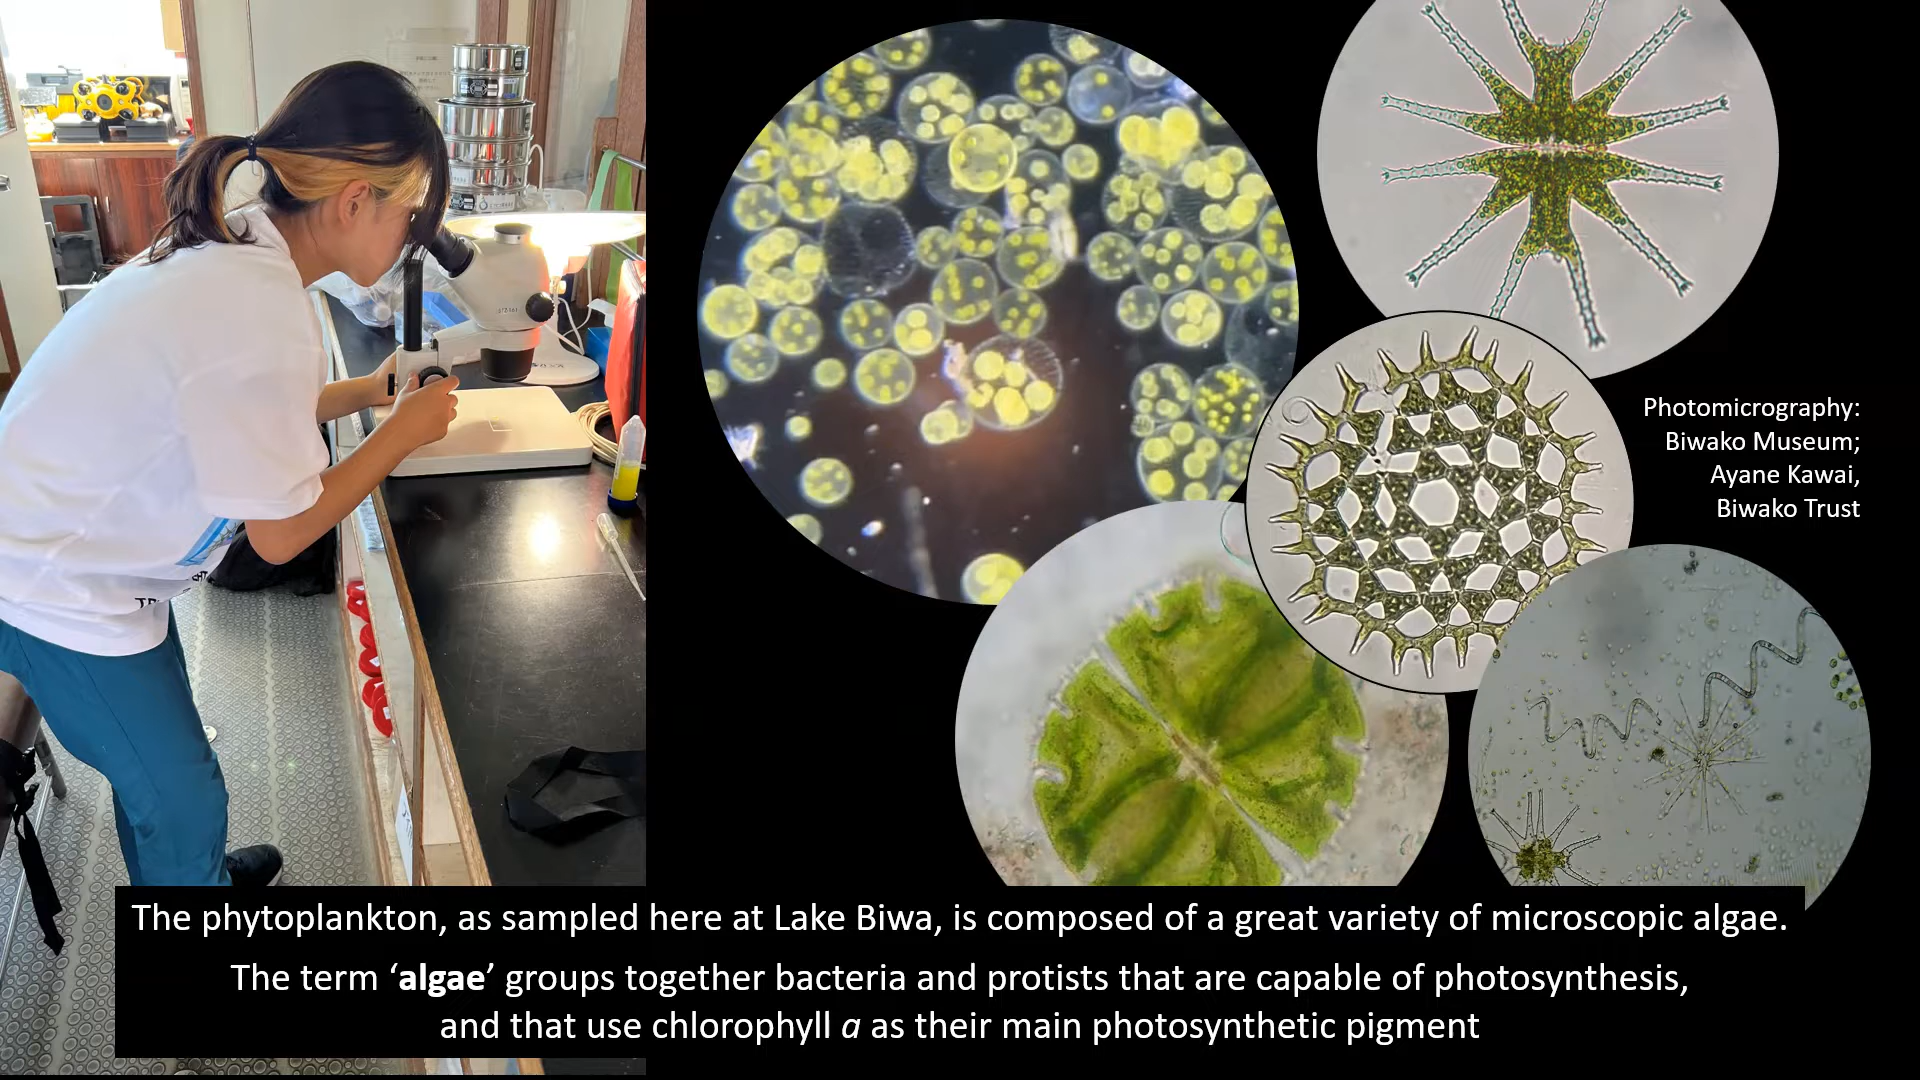 Photomicrography:
Biwako Museum;
Ayane Kawai,
Biwako Trust
The phytoplankton, as sampled here at Lake Biwa, is composed of a great variety of microscopic algae.
The term ‘algae’ groups together bacteria and protists that are capable of photosynthesis,
and that use chlorophyll a as their main photosynthetic pigment